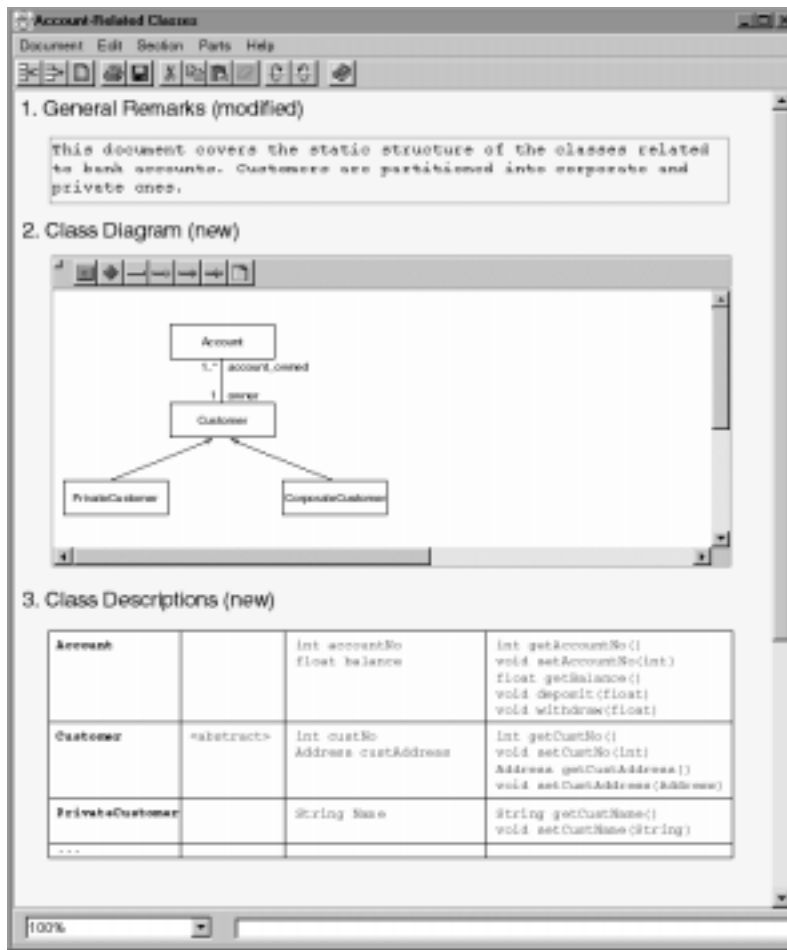 Account-Related Classes
Document Edit Section Parts Help
1. General Remarks (modified)
This document covers the static structure of the classes related
to bank accounts. Customers are partitioned into corporate and
private ones.
2. Class Diagram (new)
Account
1..* account_owned
1 owner
Customer
PrivateCustomer CorporateCustomer
3. Class Descriptions (new)
Account int accountNo int getAccountNo()
float balance void setAccountNo(int)
float getBalance()
void deposit(float)
void withdraw(float)
Customer <abstract> int custNo int getCustNo()
Address custAddress void setCustNo(int)
Address getCustAddress()
void setCustAddress(Address)
PrivateCustomer String Name String getCustName()
void setCustName(String)
...
100%